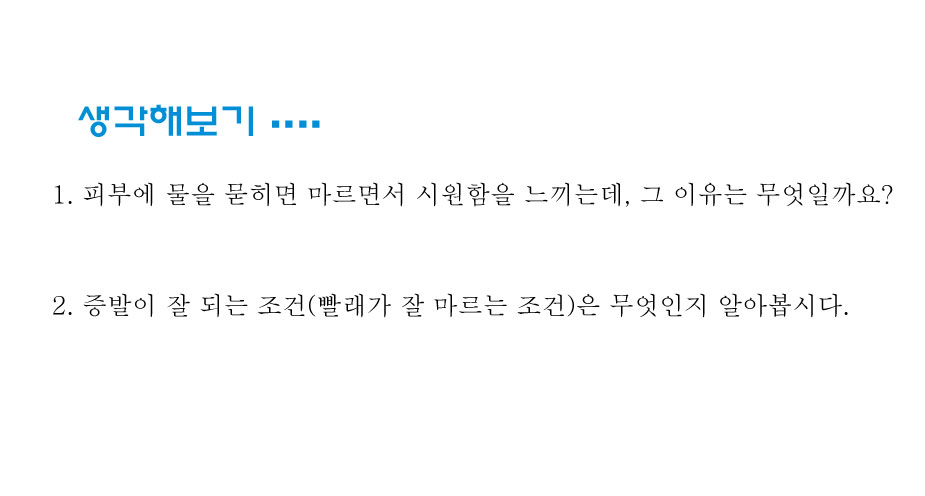 생각해보기 ....
1. 피부에 물을 묻히면 마르면서 시원함을 느끼는데, 그 이유는 무엇일까요?
2. 증발이 잘 되는 조건(빨래가 잘 마르는 조건)은 무엇인지 알아봅시다.